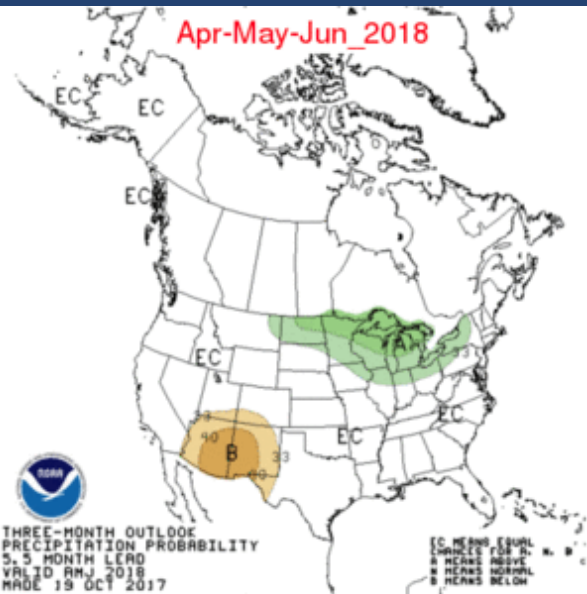 Apr-May-Jun_2018
EC
EC
EC
A
33
EC
33
EC
40
EC
B
33
40
NOAA
THREE-MONTH OUTLOOK
PRECIPITATION PROBABILITY
5.5 MONTH LEAD
VALID AMJ 2018
MADE 19 OCT 2017
EC MEANS EQUAL
CHANCES FOR A, N, B
A MEANS ABOVE
N MEANS NORMAL
B MEANS BELOW